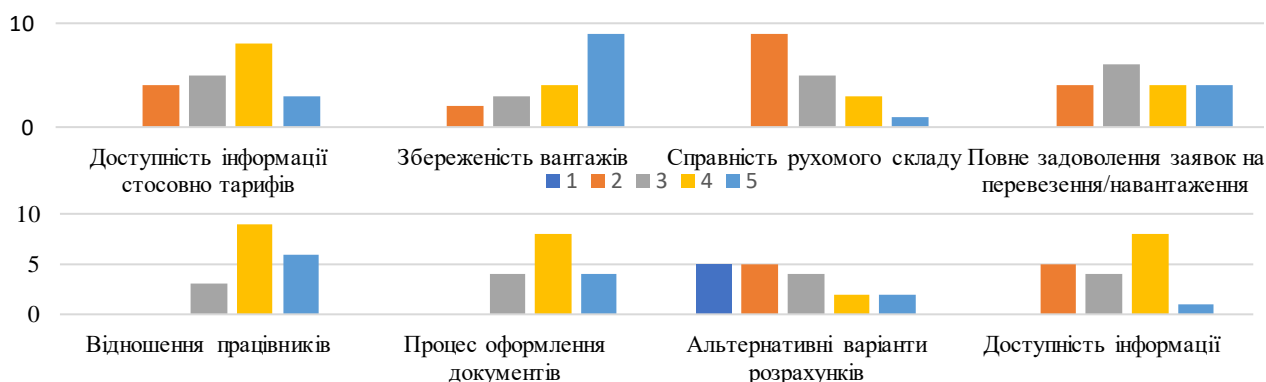 10
0
Доступність інформації
стосовно тарифів
Збереженість вантажів
Справність рухомого складу
Повне задоволення заявок на
перевезення/навантаження
1 2 3 4 5
10
5
0
Відношення працівників
Процес оформлення
документів
Альтернативні варіанти
розрахунків
Доступність інформації